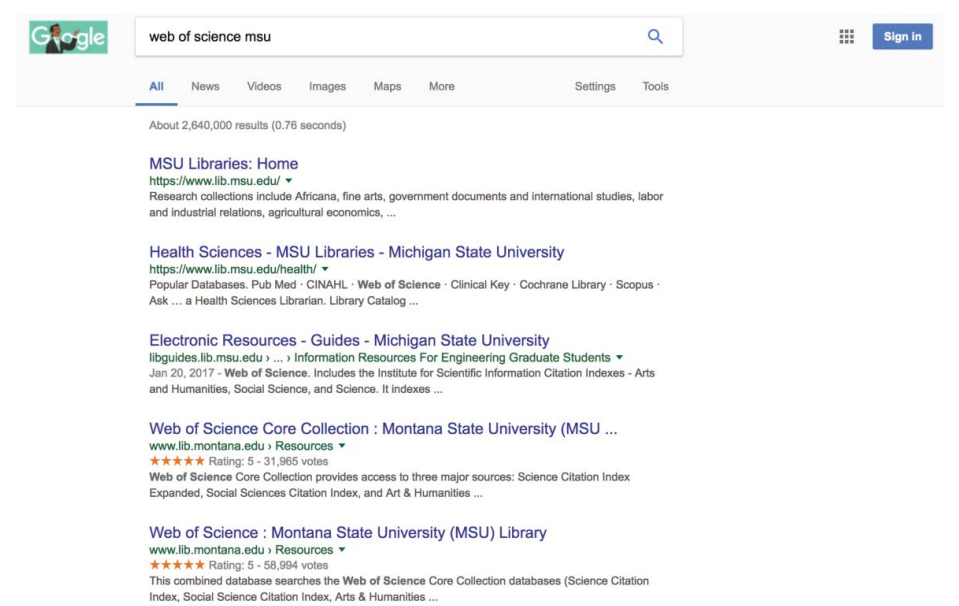 Google
web of science msu
Sign in
All News Videos Images Maps More Settings Tools
About 2,640,000 results (0.76 seconds)
MSU Libraries: Home
https://www.lib.msu.edu/
Research collections include Africana, fine arts, government documents and international studies, labor
and industrial relations, agricultural economics, ...
Health Sciences - MSU Libraries - Michigan State University
https://www.lib.msu.edu/health/
Popular Databases. Pub Med · CINAHL · Web of Science · Clinical Key · Cochrane Library · Scopus ·
Ask … a Health Sciences Librarian. Library Catalog ...
Electronic Resources - Guides - Michigan State University
libguides.lib.msu.edu › ... › Information Resources For Engineering Graduate Students
Jan 20, 2017 - Web of Science. Includes the Institute for Scientific Information Citation Indexes - Arts
and Humanities, Social Science, and Science. It indexes ...
Web of Science Core Collection : Montana State University (MSU ...
www.lib.montana.edu › Resources
★★★★★ Rating: 5 - 31,965 votes
Web of Science Core Collection provides access to three major sources: Science Citation Index
Expanded, Social Sciences Citation Index, and Art & Humanities ...
Web of Science : Montana State University (MSU) Library
www.lib.montana.edu › Resources
★★★★★ Rating: 5 - 58,994 votes
This combined database searches the Web of Science Core Collection databases (Science Citation
Index, Social Science Citation Index, Arts & Humanities ...